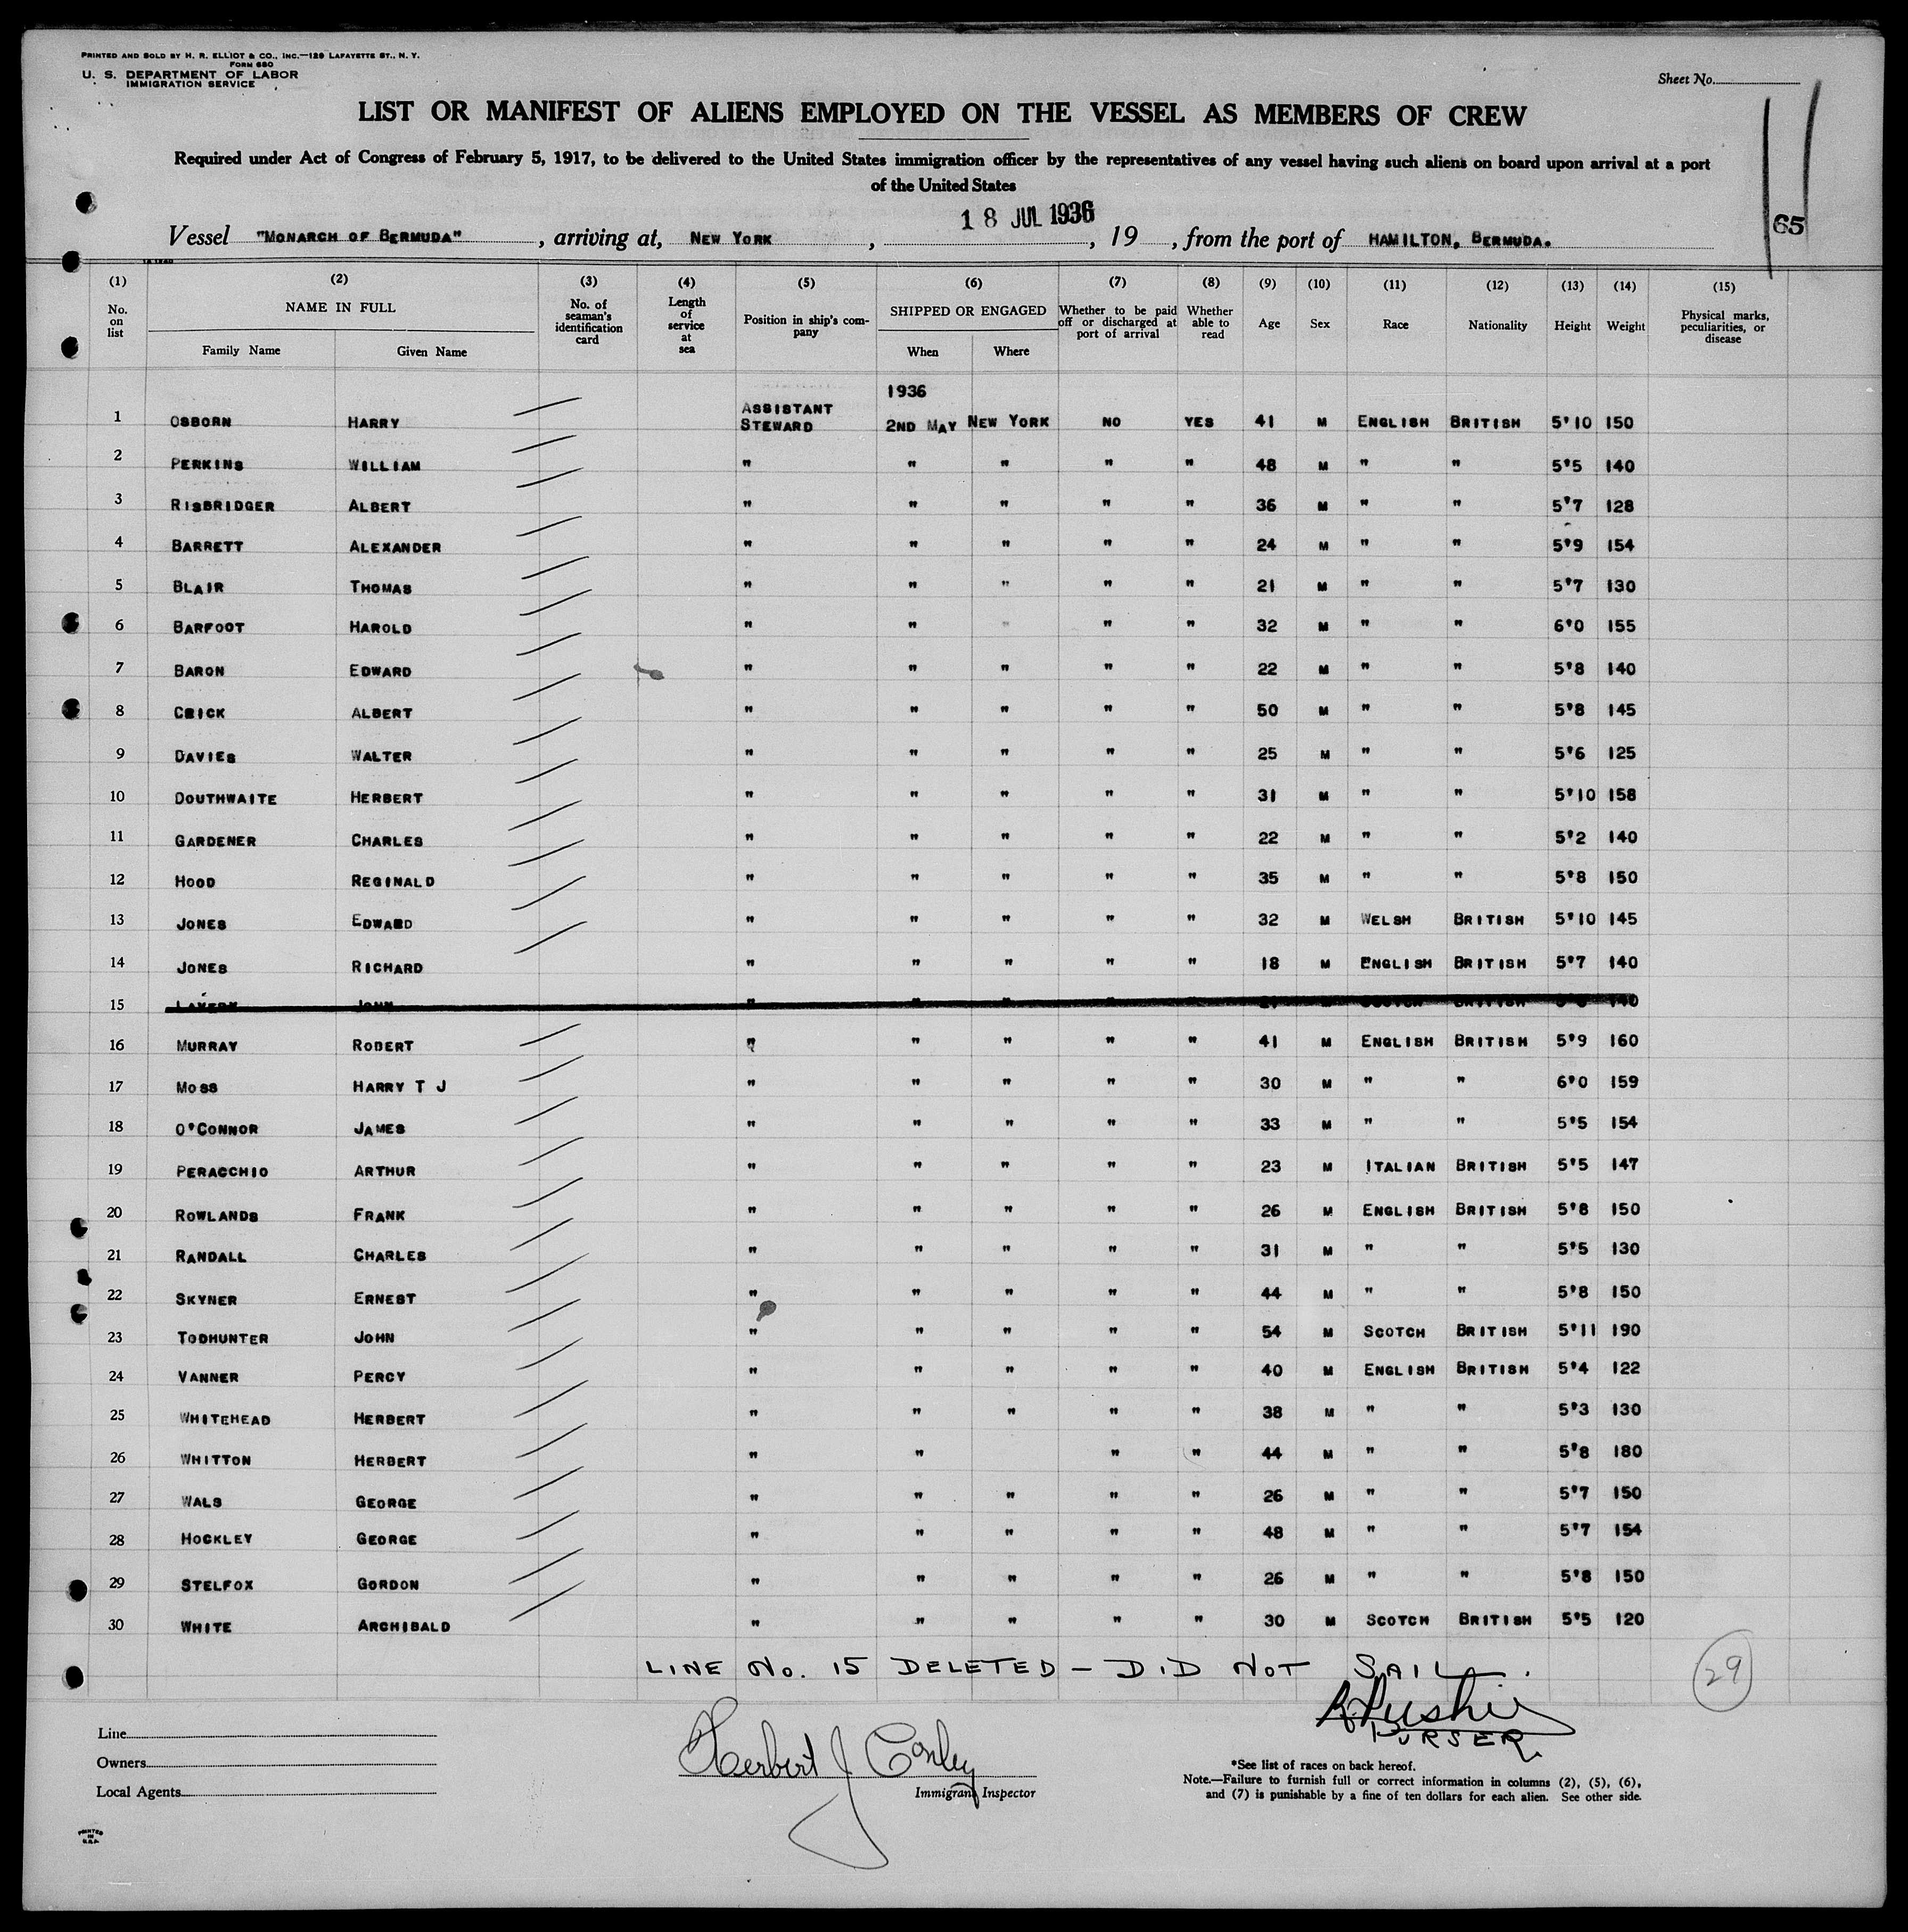 PRINTED AND SOLD BY H. R. ELLIOT & CO., INC.—128 LAFAYETTE ST., N. Y.
FORM 680
U. S. DEPARTMENT OF LABOR
IMMIGRATION SERVICE
Sheet No.
LIST OR MANIFEST OF ALIENS EMPLOYED ON THE VESSEL AS MEMBERS OF CREW
Required under Act of Congress of February 5, 1917, to be delivered to the United States immigration officer by the representatives of any vessel having such aliens on board upon arrival at a port
of the United States
18 JUL 1936
Vessel "MONARCH OF BERMUDA", arriving at, NEW YORK, , 19 , from the port of HAMILTON, BERMUDA.
65
(1) (2) (3) (4) (5) (6) (7) (8) (9) (10) (11) (12) (13) (14) (15)
No. on list NAME IN FULL Family Name Given Name No. of seaman's identification card Length of service at sea Position in ship's company SHIPPED OR ENGAGED When Where Whether to be paid off or discharged at port of arrival Whether able to read Age Sex Race Nationality Height Weight Physical marks, peculiarities, or disease
1936
1 OSBORN HARRY ASSISTANT STEWARD 2ND MAY NEW YORK NO YES 41 M ENGLISH BRITISH 5'10 150
2 PERKINS WILLIAM " " " " " 48 M " " 5'5 140
3 RISBRIDGER ALBERT " " " " " 36 M " " 5'7 128
4 BARRETT ALEXANDER " " " " " 24 M " " 5'9 154
5 BLAIR THOMAS " " " " " 21 M " " 5'7 130
6 BARFOOT HAROLD " " " " " 32 M " " 6'0 155
7 BARON EDWARD " " " " " 22 M " " 5'8 140
8 CRICK ALBERT " " " " " 50 M " " 5'8 145
9 DAVIES WALTER " " " " " 25 M " " 5'6 125
10 DOUTHWAITE HERBERT " " " " " 31 M " " 5'10 158
11 GARDENER CHARLES " " " " " 22 M " " 5'2 140
12 HOOD REGINALD " " " " " 35 M " " 5'8 150
13 JONES EDWARD " " " " " 32 M WELSH BRITISH 5'10 145
14 JONES RICHARD " " " " " 18 M ENGLISH BRITISH 5'7 140
15 JOHN " " " " " M SCOTCH BRITISH 140
16 MURRAY ROBERT " " " " " 41 M ENGLISH BRITISH 5'9 160
17 MOSS HARRY T J " " " " " 30 M " " 6'0 159
18 O'CONNOR JAMES " " " " " 33 M " " 5'5 154
19 PERACCHIO ARTHUR " " " " " 23 M ITALIAN BRITISH 5'5 147
20 ROWLANDS FRANK " " " " " 26 M ENGLISH BRITISH 5'8 150
21 RANDALL CHARLES " " " " " 31 M " " 5'5 130
22 SKYNER ERNEST " " " " " 44 M " " 5'8 150
23 TODHUNTER JOHN " " " " " 54 M SCOTCH BRITISH 5'11 190
24 VANNER PERCY " " " " " 40 M ENGLISH BRITISH 5'4 122
25 WHITEHEAD HERBERT " " " " " 38 M " " 5'3 130
26 WHITTON HERBERT " " " " 44 M " " 5'8 180
27 WALS GEORGE " " " " " 26 M " " 5'7 150
28 HOCKLEY GEORGE " " " " " 48 M " " 5'7 154
29 STELFOX GORDON " " " " " 26 M " " 5'8 150
30 WHITE ARCHIBALD " " " " " 30 M SCOTCH BRITISH 5'5 120
LINE No. 15 DELETED — DID NOT SAIL.
29
PURSER.
Line
Owners
Local Agents
Herbert J Conley
Immigrant Inspector
*See list of races on back hereof.
Note.—Failure to furnish full or correct information in columns (2), (5), (6),
and (7) is punishable by a fine of ten dollars for each alien. See other side.
PRINTED
IN
U.S.A.